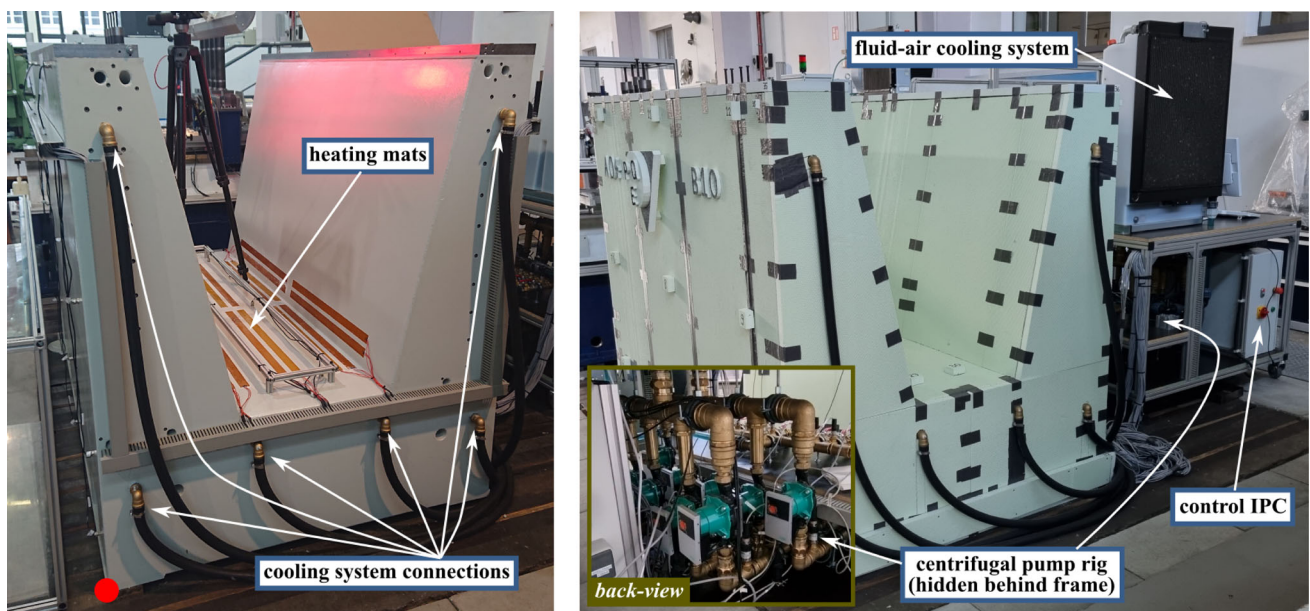 heating mats
cooling system connections
fluid-air cooling system
B40
control IPC
centrifugal pump rig
(hidden behind frame)
back-view